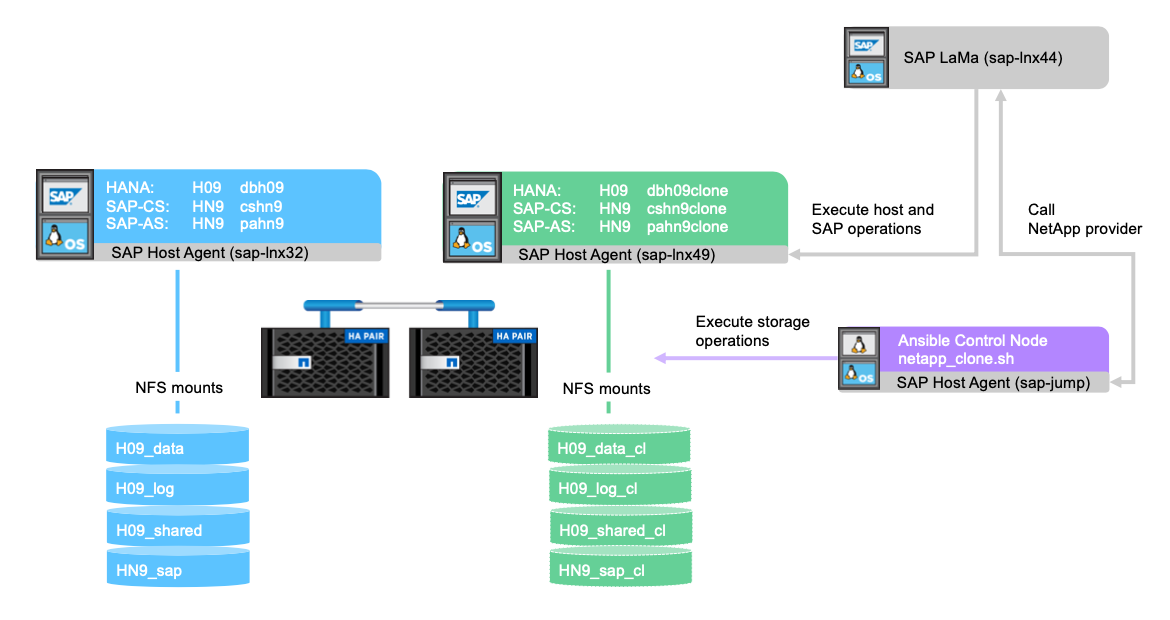 SAP
OS
SAP LaMa (sap-lnx44)
SAP
OS
HANA: H09 dbh09
SAP-CS: HN9 cshn9
SAP-AS: HN9 pahn9
SAP Host Agent (sap-lnx32)
SAP
OS
HANA: H09 dbh09clone
SAP-CS: HN9 cshn9clone
SAP-AS: HN9 pahn9clone
SAP Host Agent (sap-lnx49)
Execute host and
SAP operations
Call
NetApp provider
HA PAIR
HA PAIR
Execute storage
operations
OS
Ansible Control Node
netapp_clone.sh
SAP Host Agent (sap-jump)
NFS mounts
NFS mounts
H09_data
H09_log
H09_shared
HN9_sap
H09_data_cl
H09_log_cl
H09_shared_cl
HN9_sap_cl